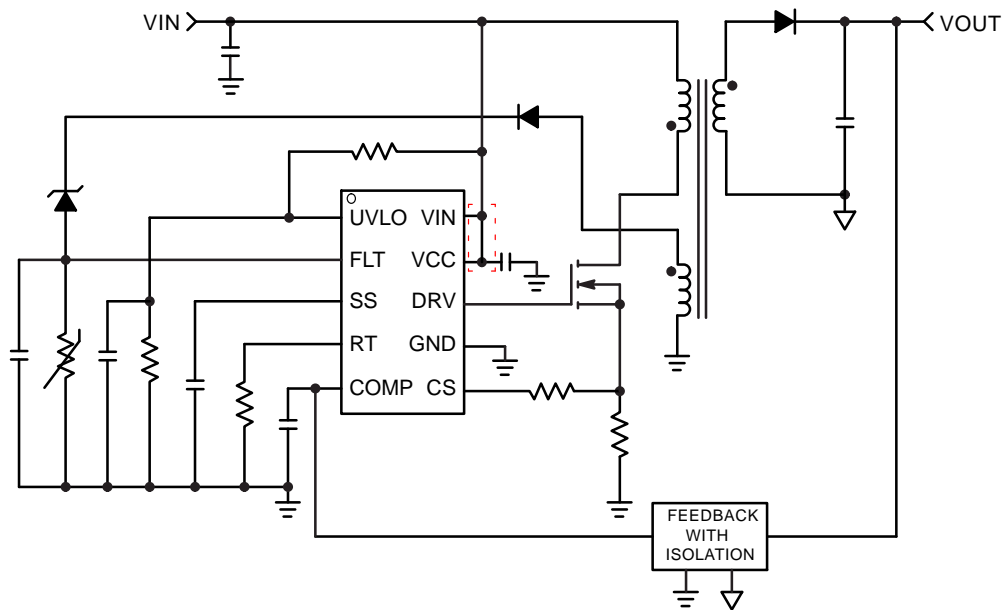 VIN
VOUT
UVLO VIN
FLT VCC
SS DRV
RT GND
COMP CS
FEEDBACK
WITH
ISOLATION